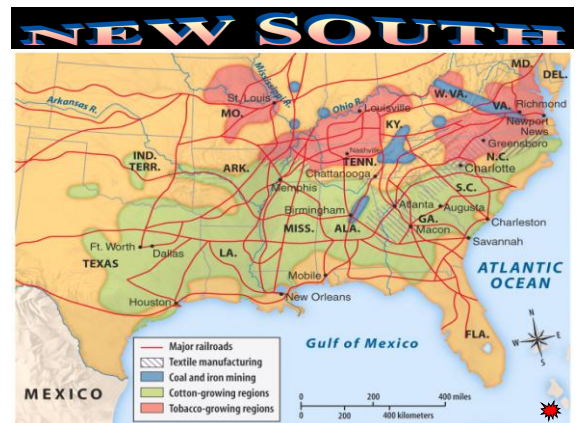 NEW SOUTH
MD.
DEL.
Mississippi R.
W. VA.
Arkansas R.
St. Louis
Ohio R.
Louisville
VA.
Richmond
MO.
KY.
Newport
News
Greensboro
Nashville
N.C.
IND.
TERR.
ARK.
TENN.
Charlotte
Chattanooga
Memphis
S.C.
Birmingham
Atlanta
Augusta
GA.
MISS.
ALA.
Macon
Charleston
Ft. Worth
Dallas
LA.
Savannah
TEXAS
Mobile
ATLANTIC
OCEAN
Houston
New Orleans
FLA.
N
W
E
S
Gulf of Mexico
Major railroads
Textile manufacturing
Coal and iron mining
Cotton-growing regions
Tobacco-growing regions
MEXICO
0 200 400 miles
0 200 400 kilometers